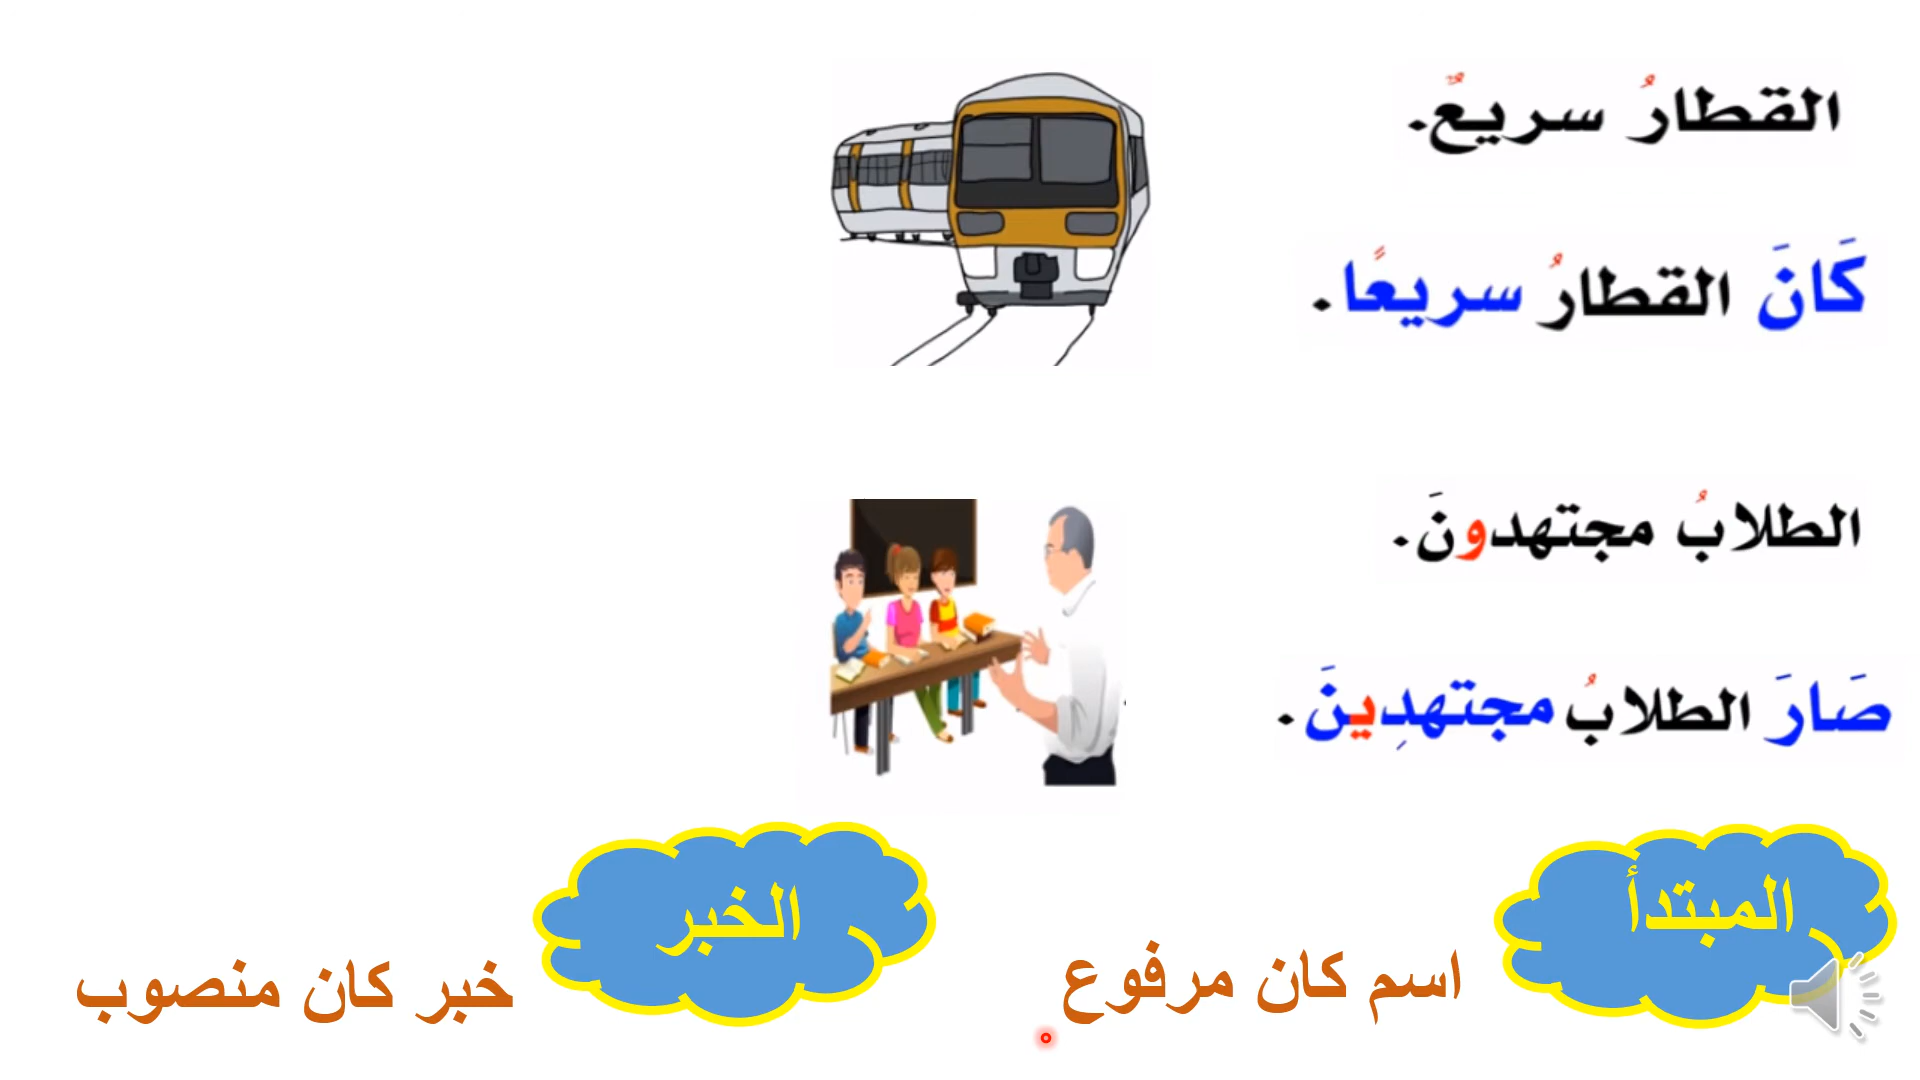 القطارُ سريعٌ.
كَانَ القطارُ سريعًا.
الطلابُ مجتهدونَ.
صَارَ الطلابُ مجتهدِينَ.
المبتدأ
اسم كان مرفوع
الخبر
خبر كان منصوب